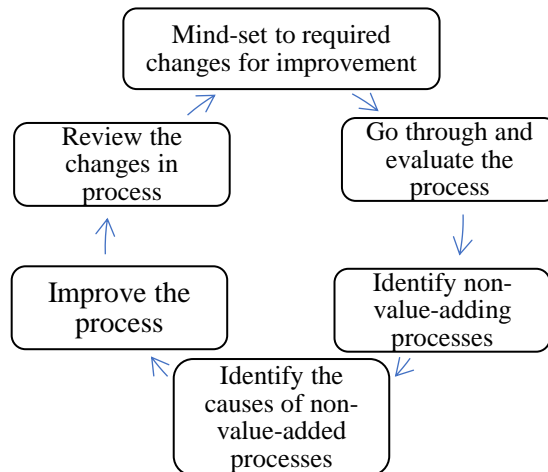 Mind-set to required
changes for improvement
Go through and
evaluate the
process
Identify non-
value-adding
processes
Identify the
causes of non-
value-added
processes
Improve the
process
Review the
changes in
process